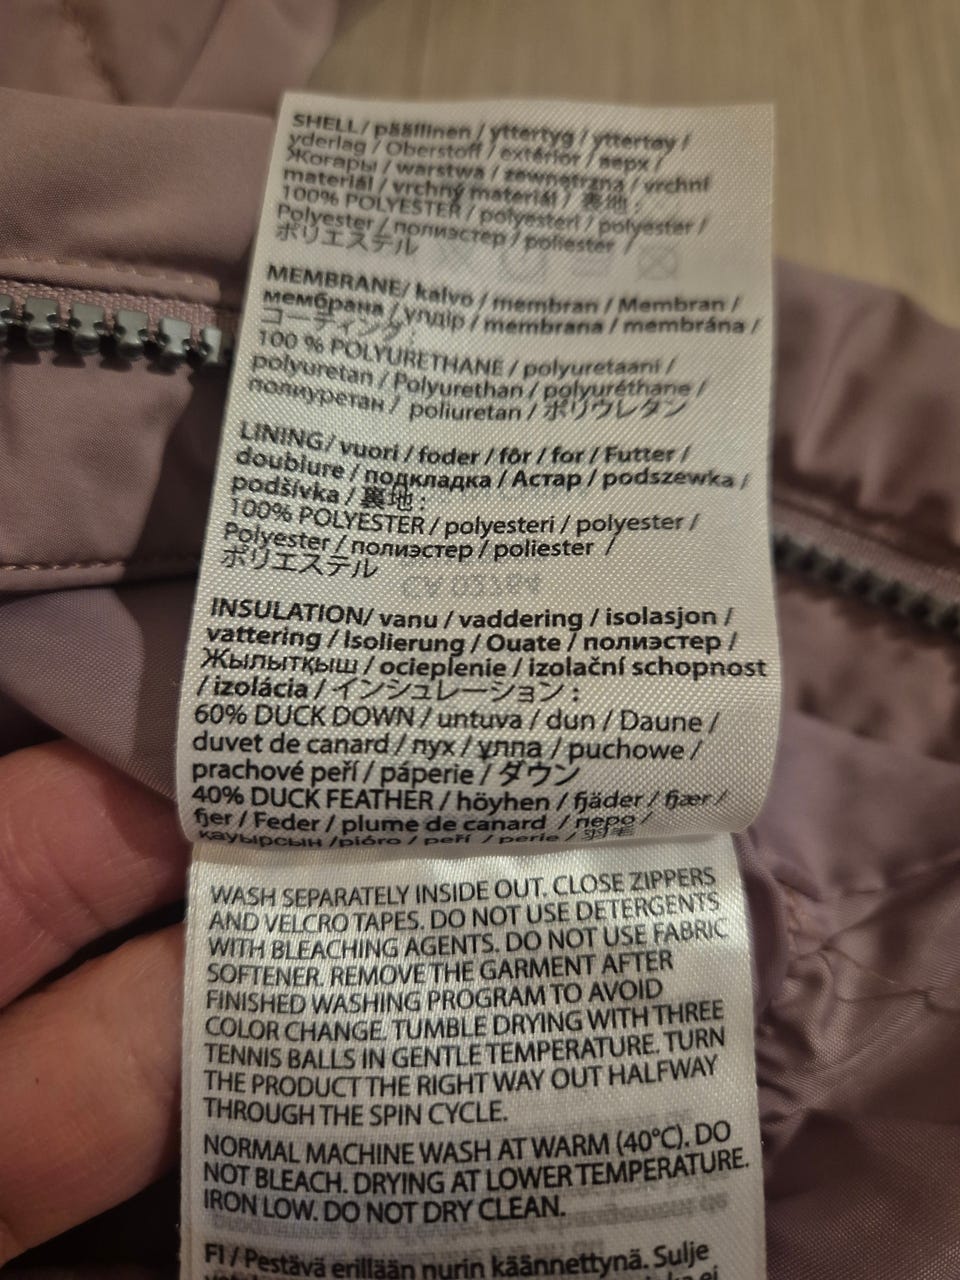 SHELL / päällinen / yttertyg / yttertøy /
yderlag / Oberstoff / extérior / верх /
Жоғары / warstwa / zewnętrzna / vrchní
materiál / vrchný materiál / 裏地 :
100% POLYESTER / polyesteri / polyester /
Polyester / полиэстер / poliester /
ポリエステル
MEMBRANE/ kalvo / membran / Membran /
мембрана / үлдір / membrana / membrána /
コーティング :
100 % POLYURETHANE / polyuretaani /
polyuretan / Polyurethan / polyuréthane /
полиуретан / poliuretan / ポリウレタン
LINING/ vuori / foder / fôr / for / Futter /
doublure / подкладка / Астар / podszewka /
podšívka / 裏地 :
100% POLYESTER / polyesteri / polyester /
Polyester / полиэстер / poliester /
ポリエステル
INSULATION/ vanu / vaddering / isolasjon /
vattering / Isolierung / Ouate / полиэстер /
Жылытқыш / ocieplenie / izolační schopnost
/ izolácia / インシュレーション :
60% DUCK DOWN / untuva / dun / Daune /
duvet de canard / пух / ұлпа / puchowe /
prachové peří / páperie / ダウン
40% DUCK FEATHER / höyhen / fjäder / fjær /
fjer / Feder / plume de canard / перо /
қауырсын /pióro / peří / perie / 羽毛
WASH SEPARATELY INSIDE OUT. CLOSE ZIPPERS
AND VELCRO TAPES. DO NOT USE DETERGENTS
WITH BLEACHING AGENTS. DO NOT USE FABRIC
SOFTENER. REMOVE THE GARMENT AFTER
FINISHED WASHING PROGRAM TO AVOID
COLOR CHANGE. TUMBLE DRYING WITH THREE
TENNIS BALLS IN GENTLE TEMPERATURE. TURN
THE PRODUCT THE RIGHT WAY OUT HALFWAY
THROUGH THE SPIN CYCLE.
NORMAL MACHINE WASH AT WARM (40°C). DO
NOT BLEACH. DRYING AT LOWER TEMPERATURE.
IRON LOW. DO NOT DRY CLEAN.
FI / Pestävä erillään nurin käännettynä. Sulje